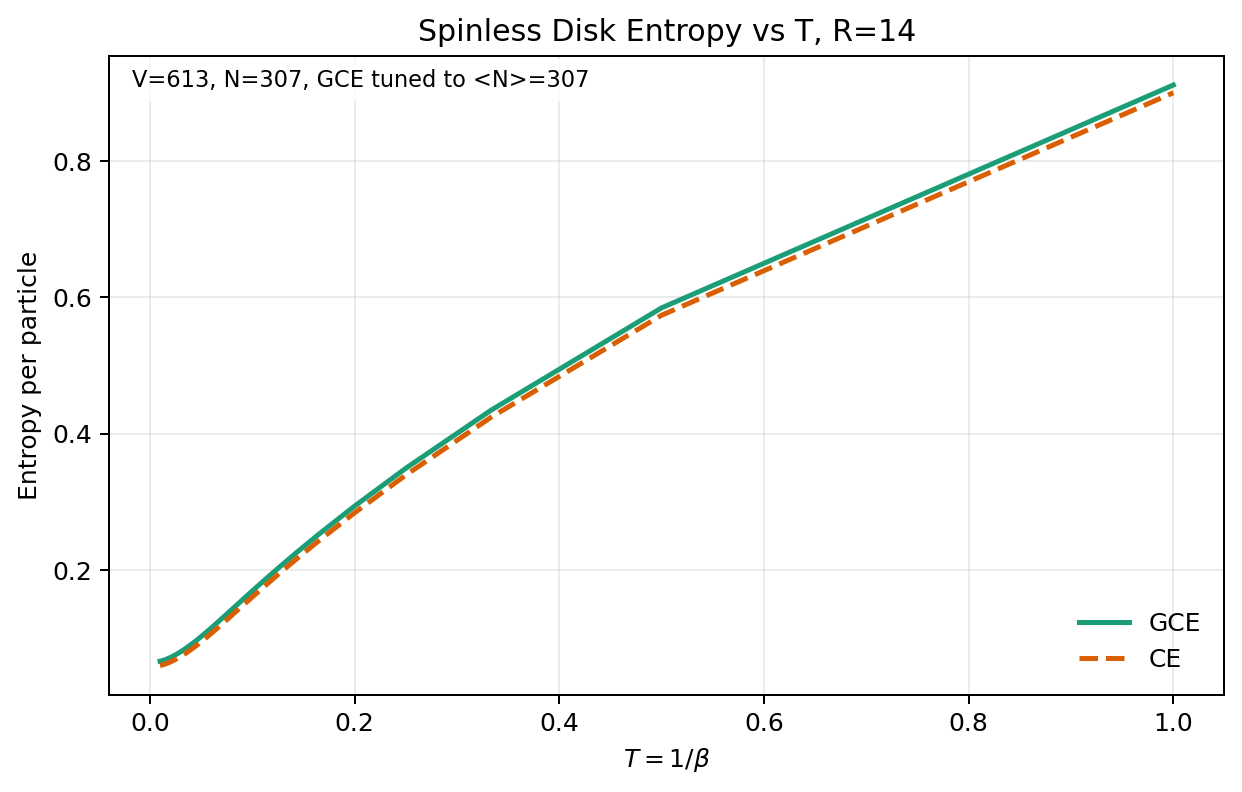 Spinless Disk Entropy vs T, R=14
V=613, N=307, GCE tuned to <N>=307
Entropy per particle
0.8
0.6
0.4
0.2
0.0 0.2 0.4 0.6 0.8 1.0
T = 1/β
GCE
CE